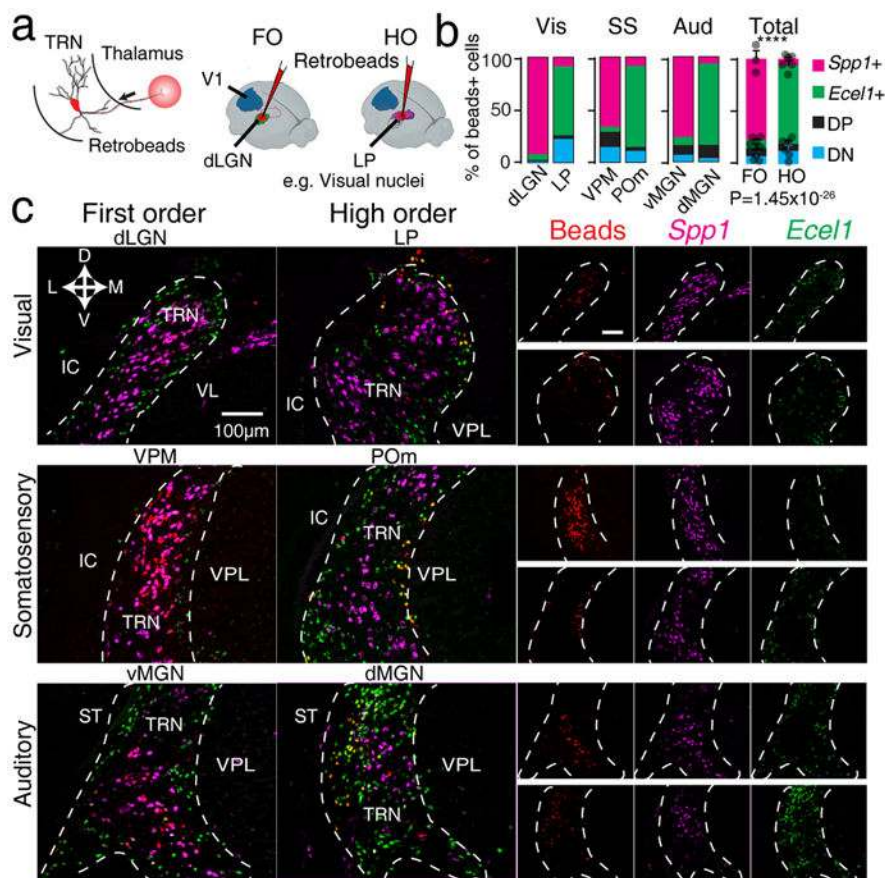 a
TRN
Thalamus
Retrobeads
FO
HO
Retrobeads
V1
dLGN
LP
e.g. Visual nuclei
b
Vis
SS
Aud
Total
****
% of beads+ cells
100
50
0
dLGN
LP
VPM
POm
vMGN
dMGN
FO
HO
P=1.45x10⁻²⁶
Spp1+
Ecel1+
DP
DN
c
First order
High order
dLGN
LP
Beads
Spp1
Ecel1
Visual
D
L
M
V
TRN
IC
VL
100µm
IC
TRN
VPL
VPM
POm
Somatosensory
IC
VPL
TRN
IC
TRN
VPL
vMGN
dMGN
Auditory
ST
TRN
VPL
ST
VPL
TRN